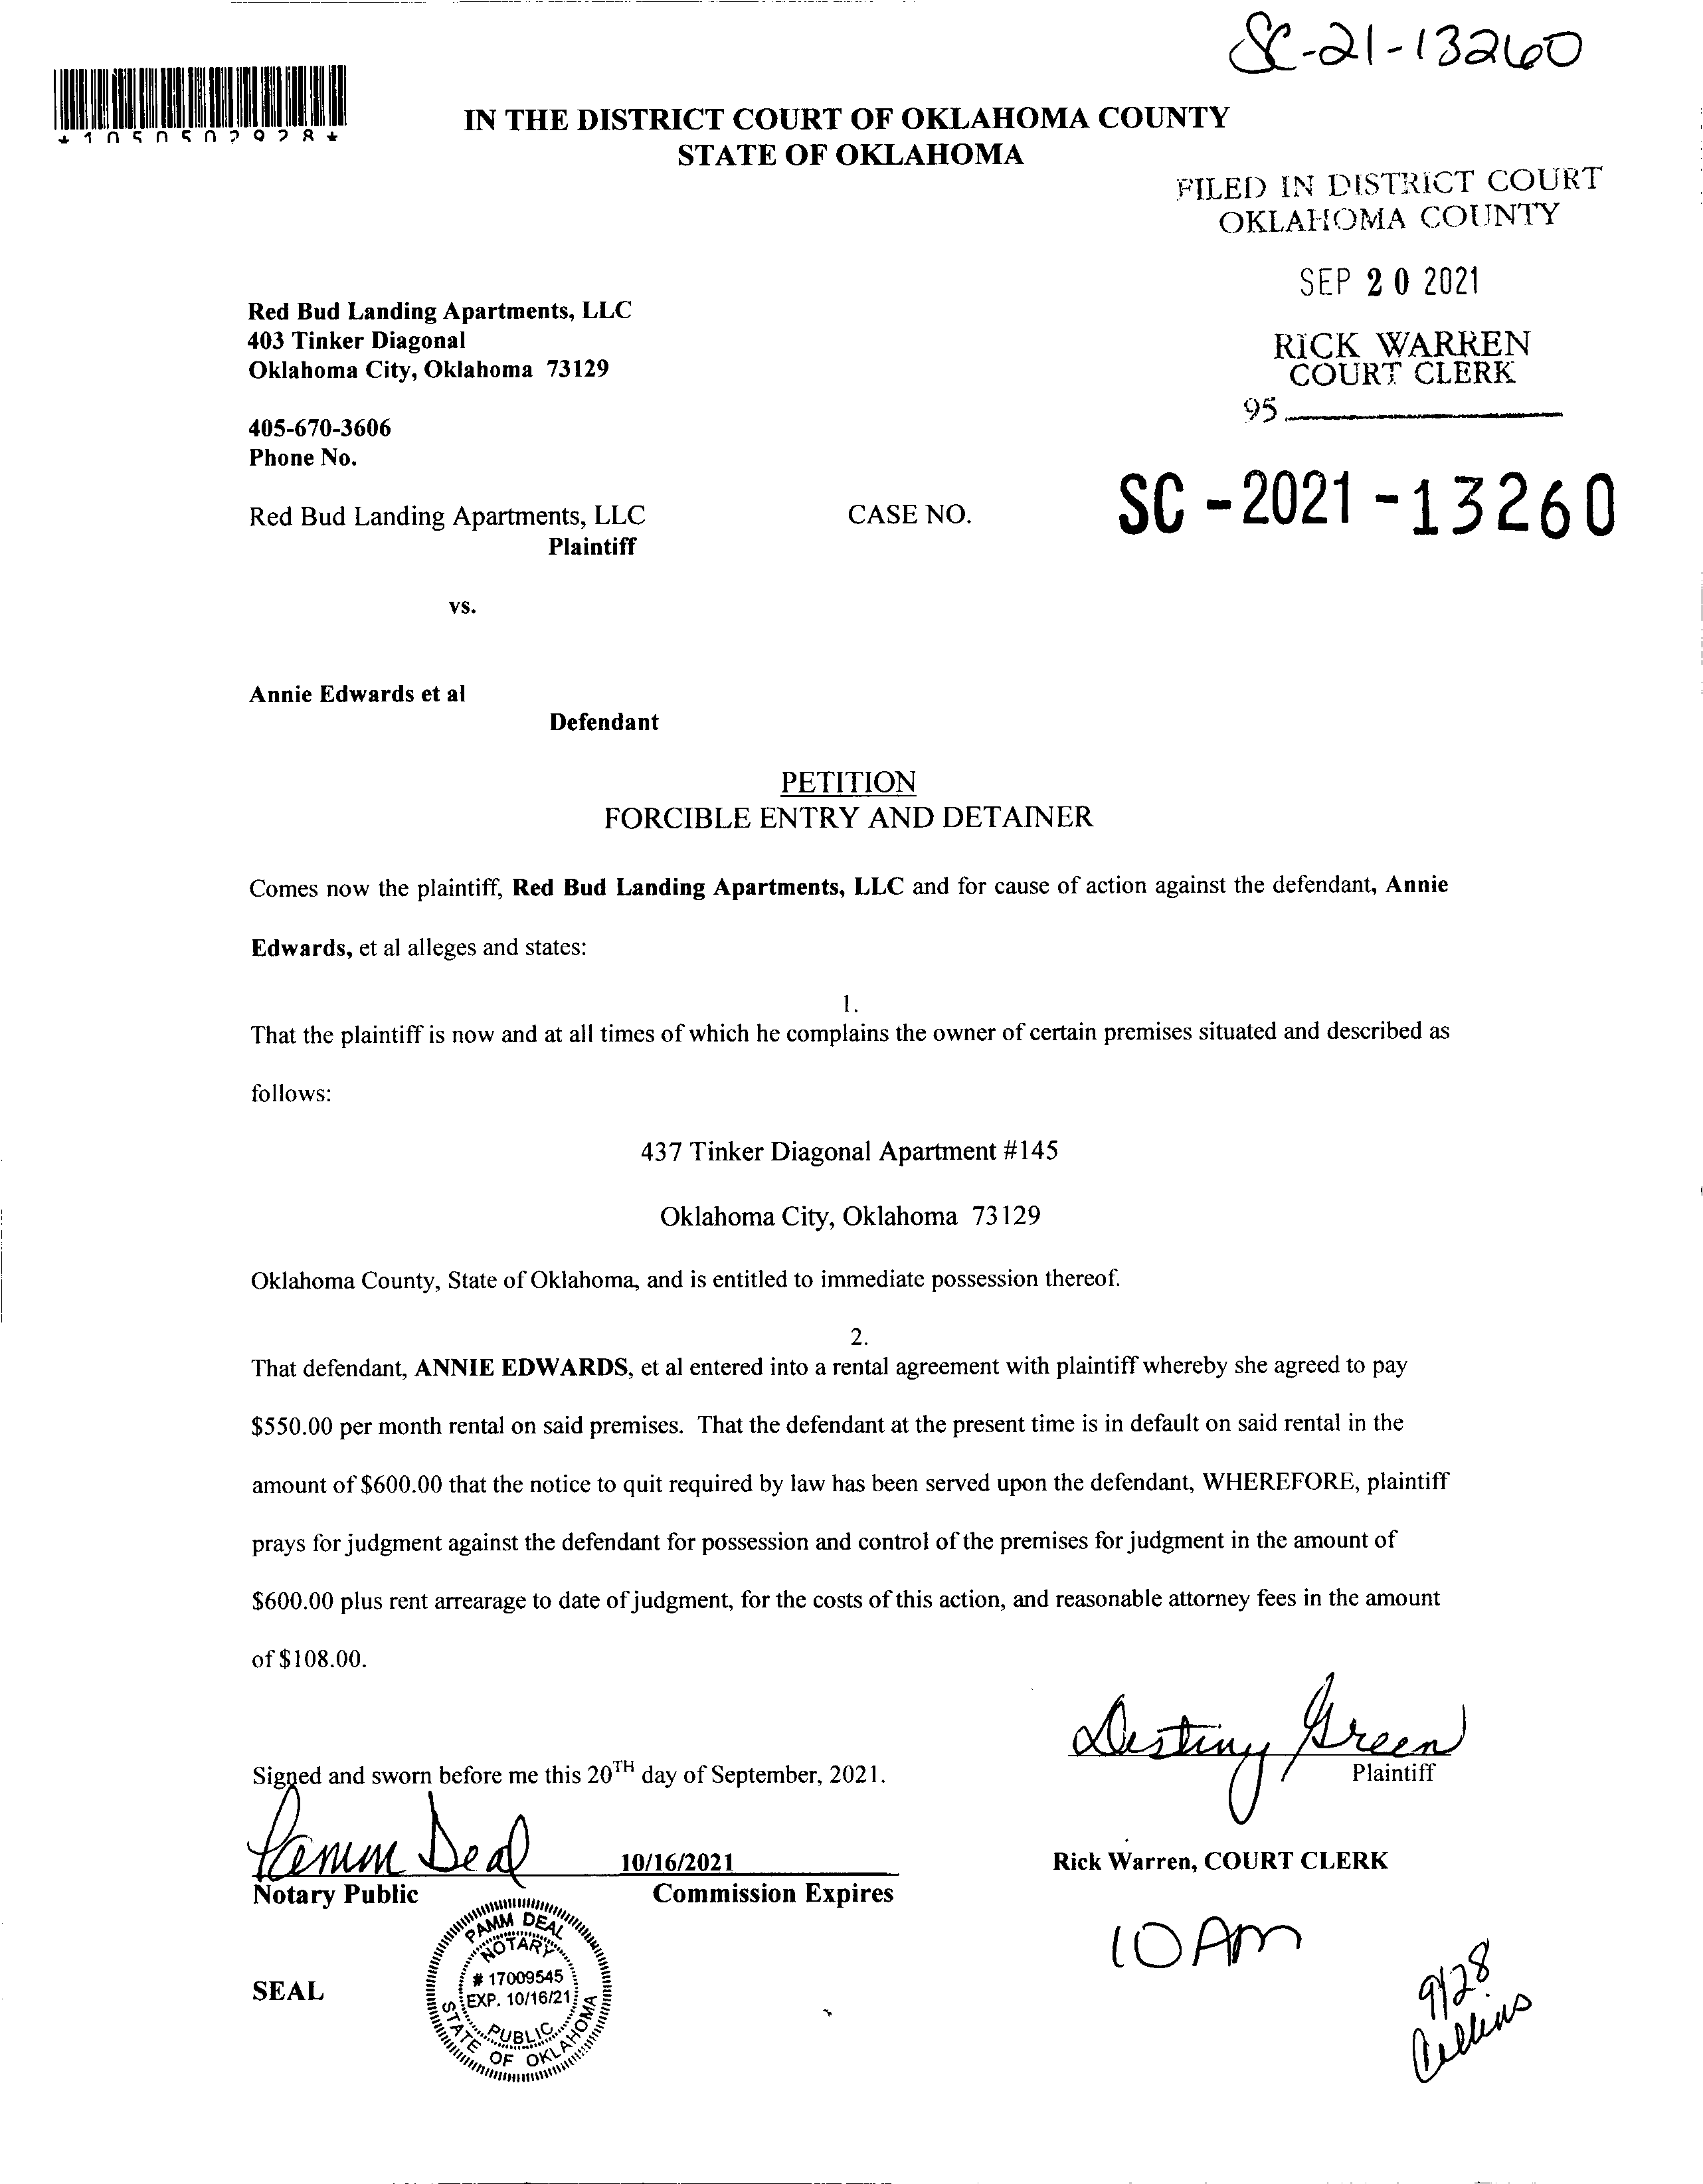 SC-21-13260
*1050502928*
IN THE DISTRICT COURT OF OKLAHOMA COUNTY
STATE OF OKLAHOMA
FILED IN DISTRICT COURT
OKLAHOMA COUNTY
SEP 20 2021
RICK WARREN
COURT CLERK
95
Red Bud Landing Apartments, LLC
403 Tinker Diagonal
Oklahoma City, Oklahoma 73129
405-670-3606
Phone No.
Red Bud Landing Apartments, LLC CASE NO. SC-2021-13260
Plaintiff
vs.
Annie Edwards et al
Defendant
PETITION
FORCIBLE ENTRY AND DETAINER
Comes now the plaintiff, Red Bud Landing Apartments, LLC and for cause of action against the defendant, Annie
Edwards, et al alleges and states:
1.
That the plaintiff is now and at all times of which he complains the owner of certain premises situated and described as
follows:
437 Tinker Diagonal Apartment #145
Oklahoma City, Oklahoma 73129
Oklahoma County, State of Oklahoma, and is entitled to immediate possession thereof.
2.
That defendant, ANNIE EDWARDS, et al entered into a rental agreement with plaintiff whereby she agreed to pay
$550.00 per month rental on said premises. That the defendant at the present time is in default on said rental in the
amount of $600.00 that the notice to quit required by law has been served upon the defendant, WHEREFORE, plaintiff
prays for judgment against the defendant for possession and control of the premises for judgment in the amount of
$600.00 plus rent arrearage to date of judgment, for the costs of this action, and reasonable attorney fees in the amount
of $108.00.
Destiny Green
Plaintiff
Signed and sworn before me this 20TH day of September, 2021.
Pamm Deal 10/16/2021
Notary Public Commission Expires
Rick Warren, COURT CLERK
SEAL
PAMM DEAL
NOTARY
# 17009545
EXP. 10/16/21
PUBLIC
STATE OF OKLAHOMA
10 AM
9/28